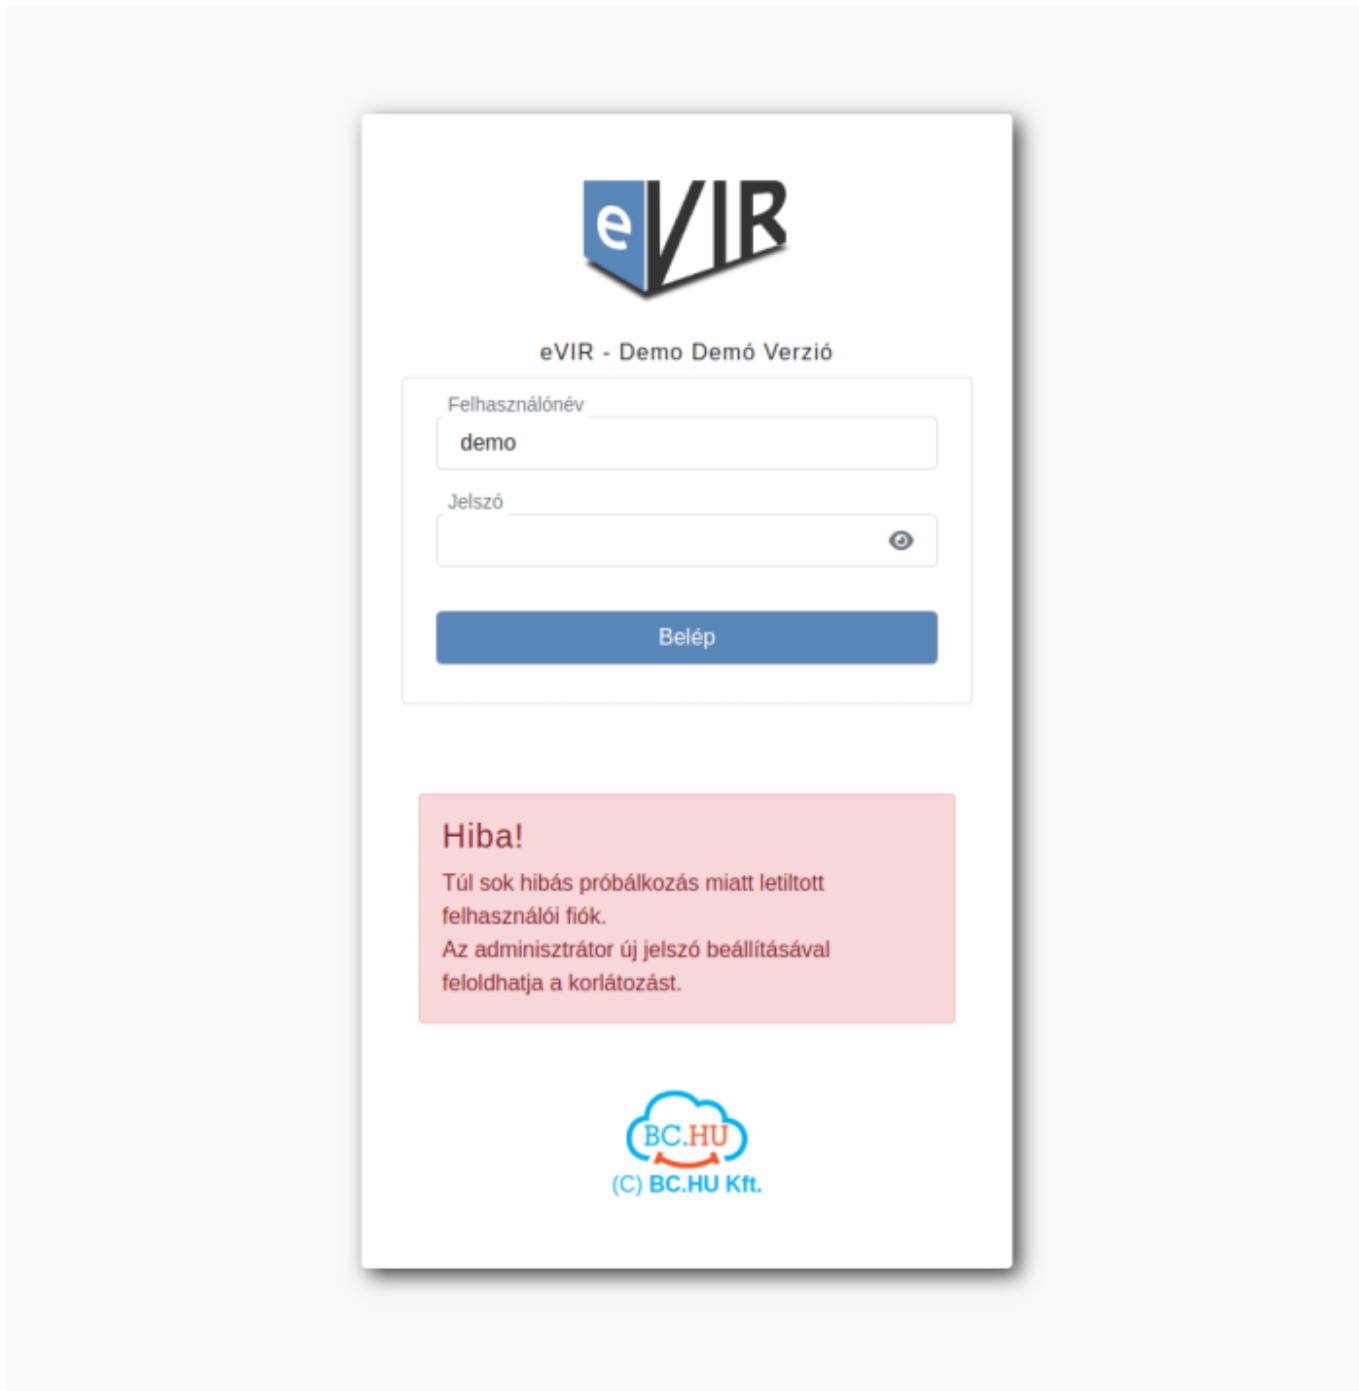 eVIR
eVIR - Demo Demó Verzió
Felhasználónév
demo
Jelszó
Belép
Hiba!
Túl sok hibás próbálkozás miatt letiltott
felhasználói fiók.
Az adminisztrátor új jelszó beállításával
feloldhatja a korlátozást.
BC.HU
(C) BC.HU Kft.